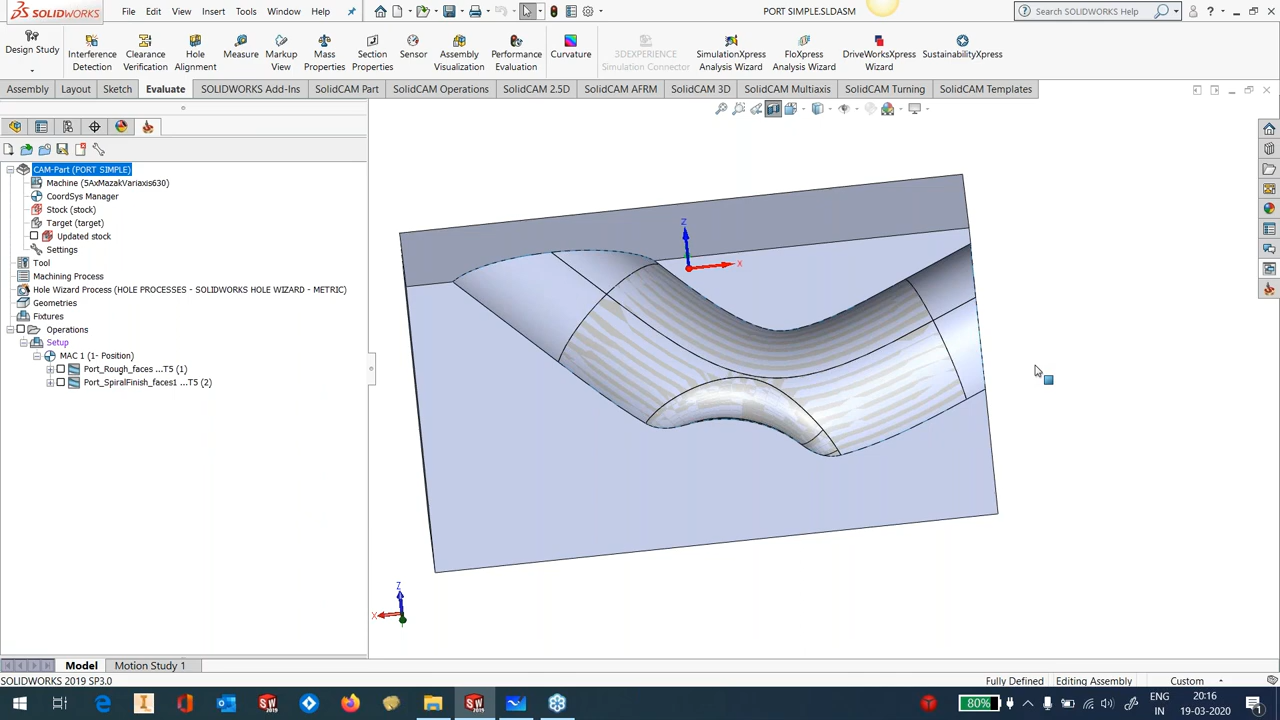 SOLIDWORKS File Edit View Insert Tools Window Help PORT SIMPLE.SLDASM Search SOLIDWORKS Help
Design Study
Interference Detection
Clearance Verification
Hole Alignment
Measure
Markup View
Mass Properties
Section Properties
Sensor
Assembly Visualization
Performance Evaluation
Curvature
3DEXPERIENCE Simulation Connector
SimulationXpress Analysis Wizard
FloXpress Analysis Wizard
DriveWorksXpress Wizard
SustainabilityXpress
Assembly Layout Sketch Evaluate SOLIDWORKS Add-Ins SolidCAM Part SolidCAM Operations SolidCAM 2.5D SolidCAM AFRM SolidCAM 3D SolidCAM Multiaxis SolidCAM Turning SolidCAM Templates
CAM-Part (PORT SIMPLE)
Machine (5AxMazakVariaxis630)
CoordSys Manager
Stock (stock)
Target (target)
Updated stock
Settings
Tool
Machining Process
Hole Wizard Process (HOLE PROCESSES - SOLIDWORKS HOLE WIZARD - METRIC)
Geometries
Fixtures
Operations
Setup
MAC 1 (1- Position)
Port_Rough_faces ...T5 (1)
Port_SpiralFinish_faces1 ...T5 (2)
Z
X
Z
X
Model Motion Study 1
SOLIDWORKS 2019 SP3.0 Fully Defined Editing Assembly Custom
80% ENG 20:16
IN 19-03-2020